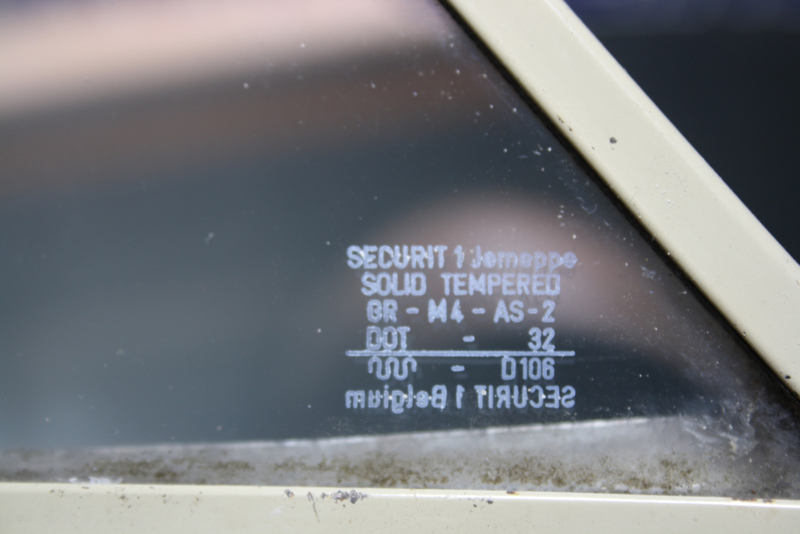 SECURIT 1 Jemeppe
SOLID TEMPERED
GR - M4 - AS-2
DOT - 32
- D106
SECURIT 1 Belgium